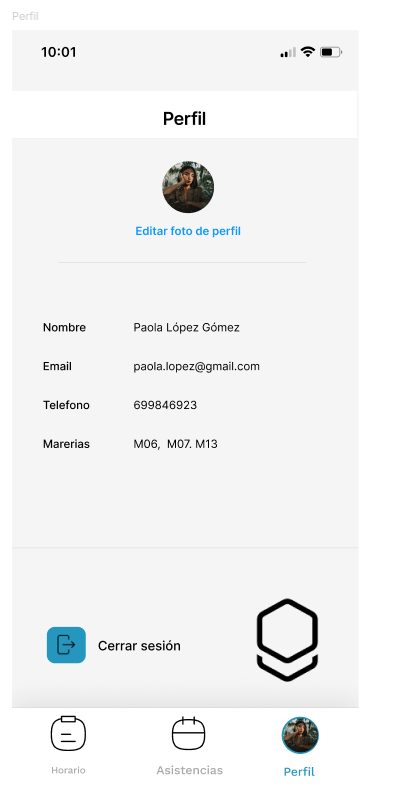 Perfil
10:01
Perfil
Editar foto de perfil
Nombre Paola López Gómez
Email paola.lopez@gmail.com
Telefono 699846923
Marerias M06, M07. M13
Cerrar sesión
Horario Asistencias Perfil